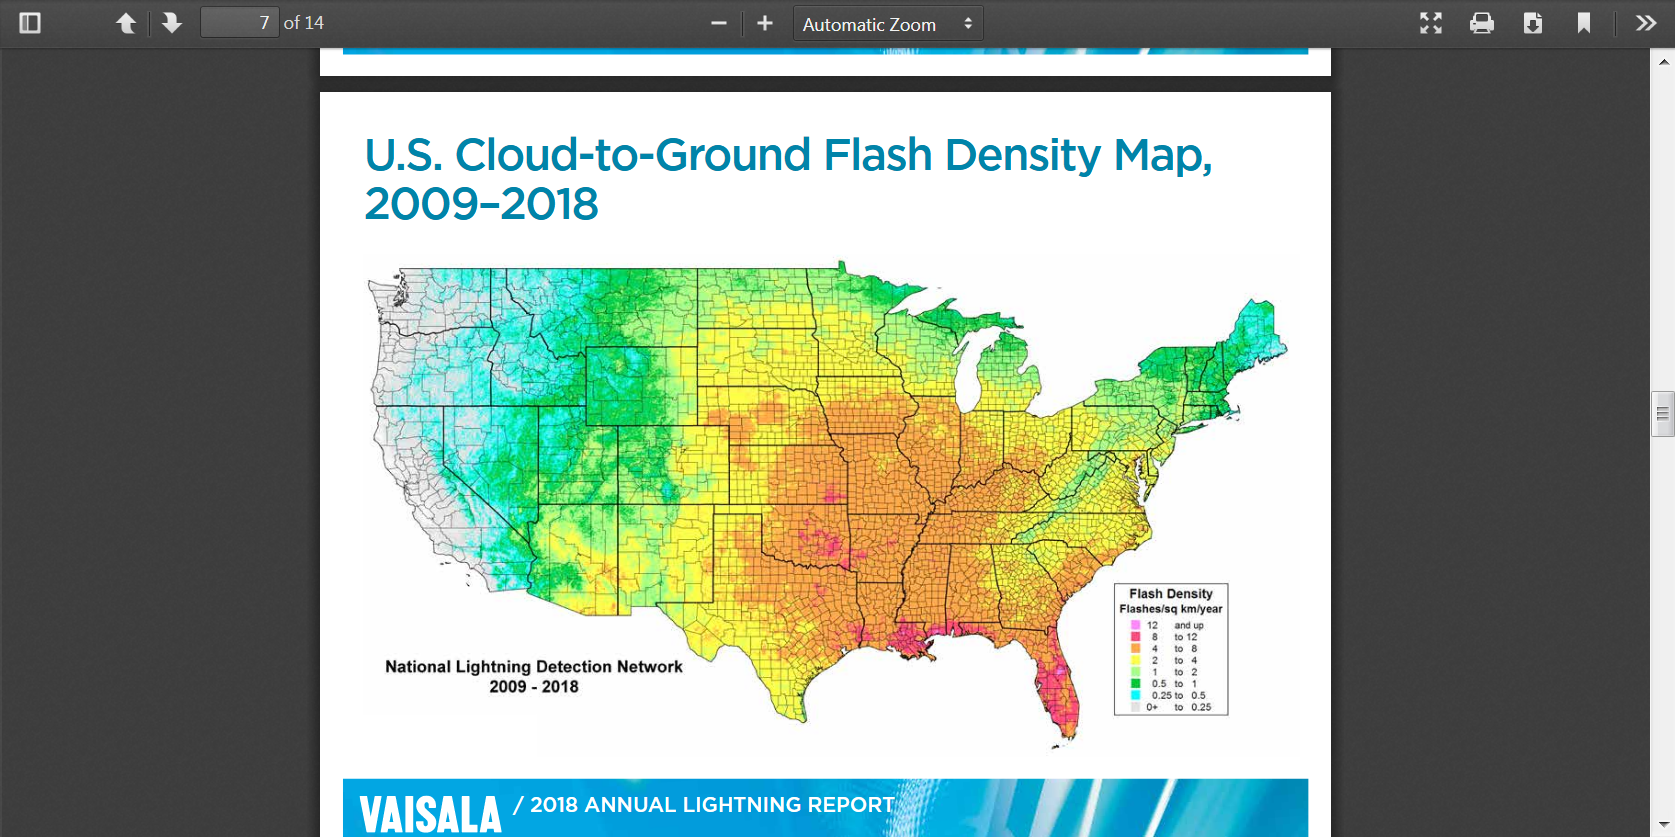 7 of 14
Automatic Zoom
U.S. Cloud-to-Ground Flash Density Map,
2009–2018
National Lightning Detection Network
2009 - 2018
Flash Density
Flashes/sq km/year
12 and up
8 to 12
4 to 8
2 to 4
1 to 2
0.5 to 1
0.25 to 0.5
0+ to 0.25
VAISALA / 2018 ANNUAL LIGHTNING REPORT